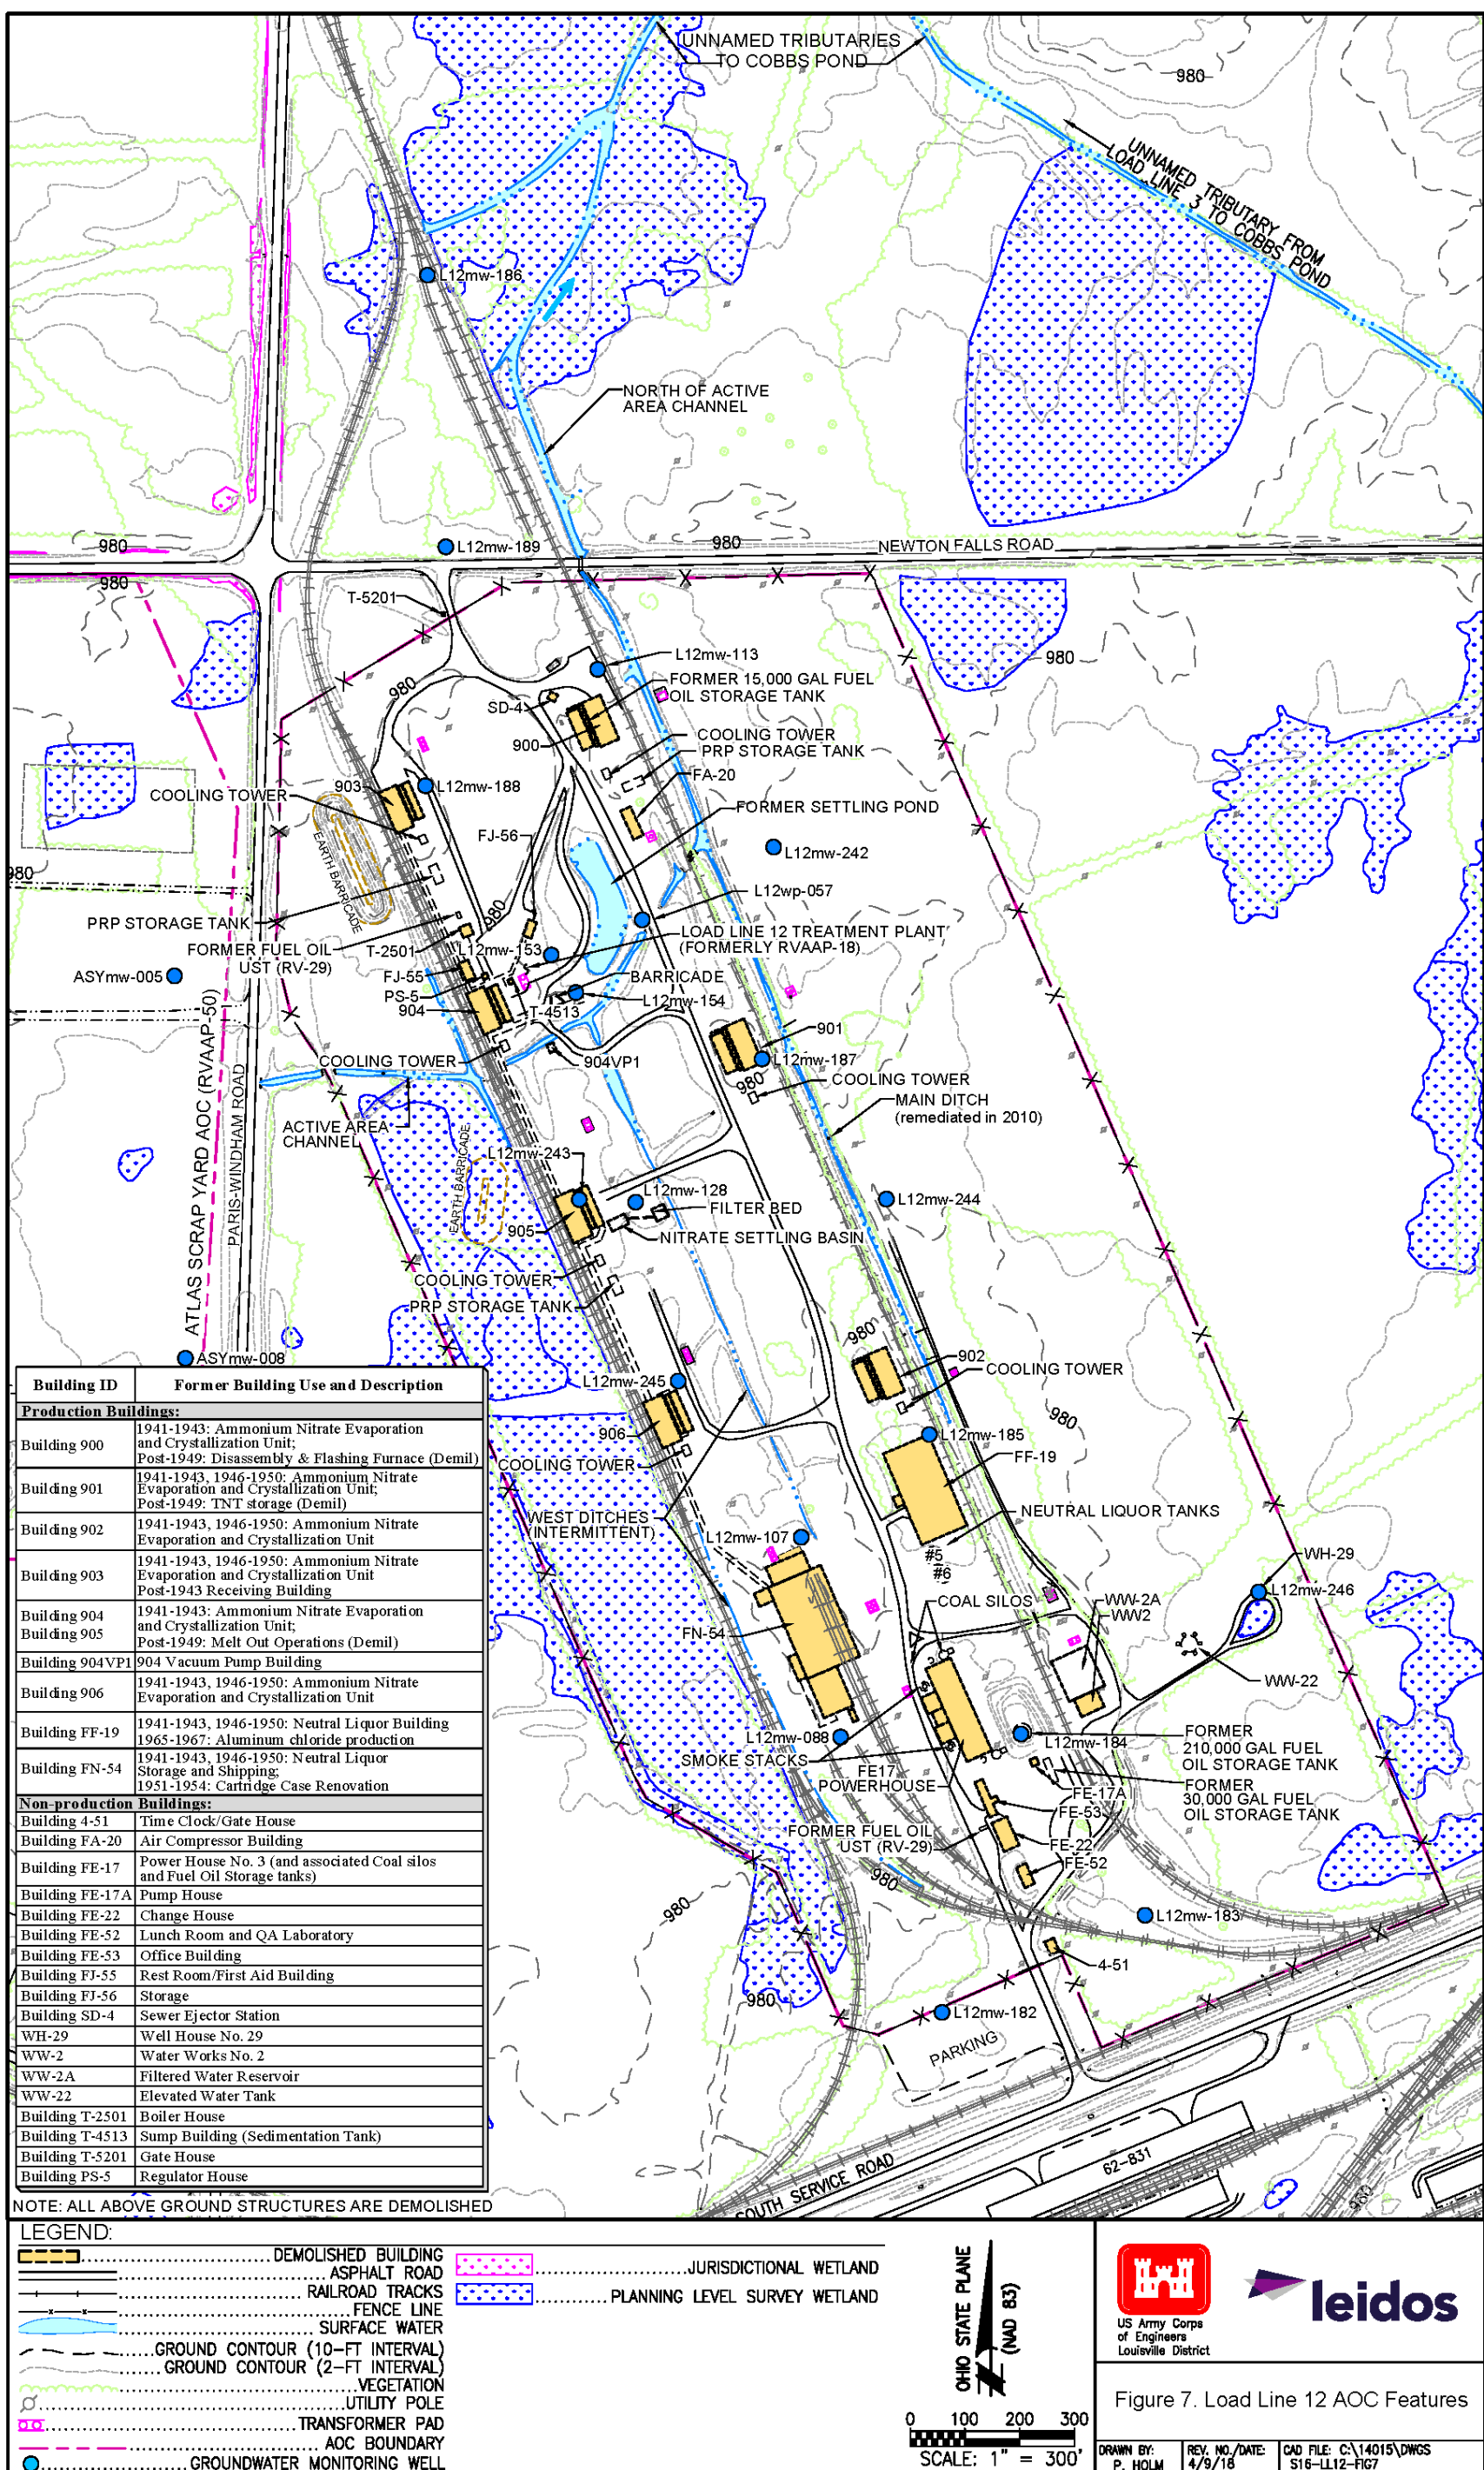 UNNAMED TRIBUTARIES
TO COBBS POND
980
UNNAMED TRIBUTARY FROM
LOAD LINE 3 TO COBBS POND
L12mw-186
NORTH OF ACTIVE
AREA CHANNEL
980
L12mw-189
980
NEWTON FALLS ROAD
980
T-5201
L12mw-113
980
FORMER 15,000 GAL FUEL
OIL STORAGE TANK
980
SD-4
900
COOLING TOWER
PRP STORAGE TANK
FA-20
903
L12mw-188
COOLING TOWER
FORMER SETTLING POND
FJ-56
EARTH BARRICADE
L12mw-242
980
L12wp-057
980
PRP STORAGE TANK
LOAD LINE 12 TREATMENT PLANT
(FORMERLY RVAAP-18)
FORMER FUEL OIL
UST (RV-29)
T-2501
L12mw-153
ASYmw-005
FJ-55
BARRICADE
PS-5
L12mw-154
904
T-4513
901
COOLING TOWER
904VP1
L12mw-187
980
COOLING TOWER
MAIN DITCH
(remediated in 2010)
ATLAS SCRAP YARD AOC (RVAAP-50)
PARIS-WINDHAM ROAD
ACTIVE AREA
CHANNEL
EARTH BARRICADE
L12mw-243
L12mw-128
L12mw-244
FILTER BED
905
NITRATE SETTLING BASIN
COOLING TOWER
PRP STORAGE TANK
980
ASYmw-008
902
COOLING TOWER
L12mw-245
980
906
L12mw-185
COOLING TOWER
FF-19
WEST DITCHES
(INTERMITTENT)
NEUTRAL LIQUOR TANKS
L12mw-107
#5
#6
WH-29
L12mw-246
COAL SILOS
WW-2A
WW2
FN-54
WW-22
L12mw-088
L12mw-184
FORMER
210,000 GAL FUEL
OIL STORAGE TANK
SMOKE STACKS
FE17
POWERHOUSE
FE-17A
FORMER
30,000 GAL FUEL
OIL STORAGE TANK
FE-53
FORMER FUEL OIL
UST (RV-29)
FE-22
FE-52
980
980
L12mw-183
4-51
980
L12mw-182
PARKING
SOUTH SERVICE ROAD
62-831
980
Building ID Former Building Use and Description
Production Buildings:
Building 900 1941-1943: Ammonium Nitrate Evaporation
and Crystallization Unit;
Post-1949: Disassembly & Flashing Furnace (Demil)
Building 901 1941-1943, 1946-1950: Ammonium Nitrate
Evaporation and Crystallization Unit;
Post-1949: TNT storage (Demil)
Building 902 1941-1943, 1946-1950: Ammonium Nitrate
Evaporation and Crystallization Unit
Building 903 1941-1943, 1946-1950: Ammonium Nitrate
Evaporation and Crystallization Unit
Post-1943 Receiving Building
Building 904
Building 905
1941-1943: Ammonium Nitrate Evaporation
and Crystallization Unit;
Post-1949: Melt Out Operations (Demil)
Building 904VP1 904 Vacuum Pump Building
Building 906 1941-1943, 1946-1950: Ammonium Nitrate
Evaporation and Crystallization Unit
Building FF-19 1941-1943, 1946-1950: Neutral Liquor Building
1965-1967: Aluminum chloride production
Building FN-54 1941-1943, 1946-1950: Neutral Liquor
Storage and Shipping;
1951-1954: Cartridge Case Renovation
Non-production Buildings:
Building 4-51 Time Clock/Gate House
Building FA-20 Air Compressor Building
Building FE-17 Power House No. 3 (and associated Coal silos
and Fuel Oil Storage tanks)
Building FE-17A Pump House
Building FE-22 Change House
Building FE-52 Lunch Room and QA Laboratory
Building FE-53 Office Building
Building FJ-55 Rest Room/First Aid Building
Building FJ-56 Storage
Building SD-4 Sewer Ejector Station
WH-29 Well House No. 29
WW-2 Water Works No. 2
WW-2A Filtered Water Reservoir
WW-22 Elevated Water Tank
Building T-2501 Boiler House
Building T-4513 Sump Building (Sedimentation Tank)
Building T-5201 Gate House
Building PS-5 Regulator House
NOTE: ALL ABOVE GROUND STRUCTURES ARE DEMOLISHED
LEGEND:
DEMOLISHED BUILDING
ASPHALT ROAD
RAILROAD TRACKS
FENCE LINE
SURFACE WATER
GROUND CONTOUR (10-FT INTERVAL)
GROUND CONTOUR (2-FT INTERVAL)
VEGETATION
UTILITY POLE
TRANSFORMER PAD
AOC BOUNDARY
GROUNDWATER MONITORING WELL
JURISDICTIONAL WETLAND
PLANNING LEVEL SURVEY WETLAND
OHIO STATE PLANE
(NAD 83)
0 100 200 300
SCALE: 1" = 300'
US Army Corps
of Engineers
Louisville District
leidos
Figure 7. Load Line 12 AOC Features
DRAWN BY:
P. HOLM
REV. NO./DATE:
4/9/18
CAD FILE: C:\14015\DWGS
S16-LL12-FIG7